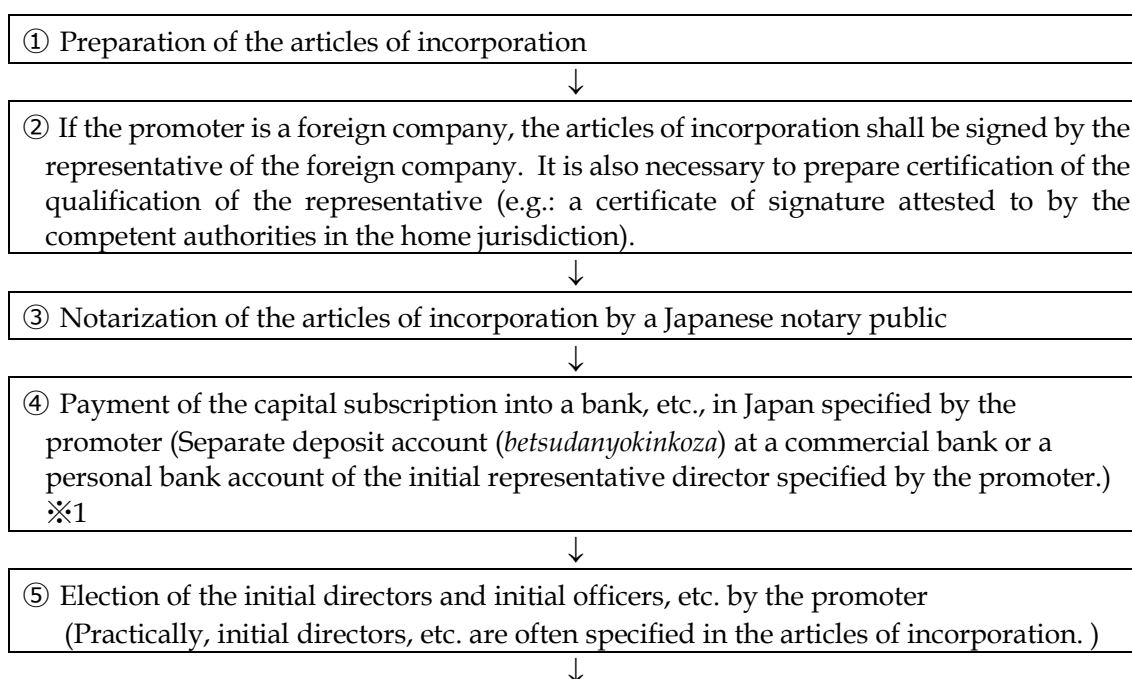 ① Preparation of the articles of incorporation
↓
② If the promoter is a foreign company, the articles of incorporation shall be signed by the
representative of the foreign company. It is also necessary to prepare certification of the
qualification of the representative (e.g.: a certificate of signature attested to by the
competent authorities in the home jurisdiction).
↓
③ Notarization of the articles of incorporation by a Japanese notary public
↓
④ Payment of the capital subscription into a bank, etc., in Japan specified by the
promoter (Separate deposit account (betsudanyokinkoza) at a commercial bank or a
personal bank account of the initial representative director specified by the promoter.)
※1
↓
⑤ Election of the initial directors and initial officers, etc. by the promoter
(Practically, initial directors, etc. are often specified in the articles of incorporation. )
↓